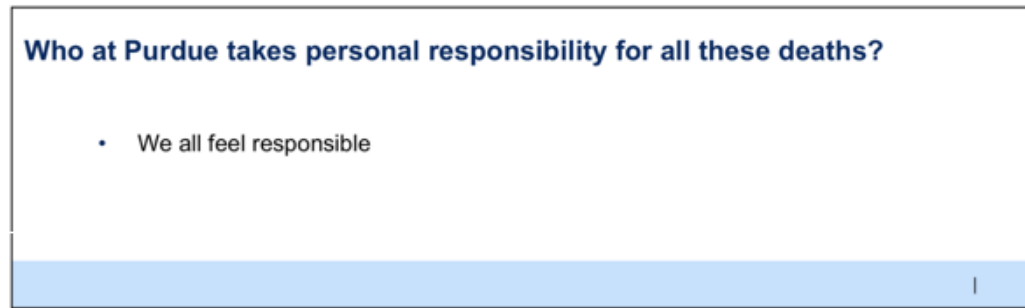 Who at Purdue takes personal responsibility for all these deaths?
• We all feel responsible